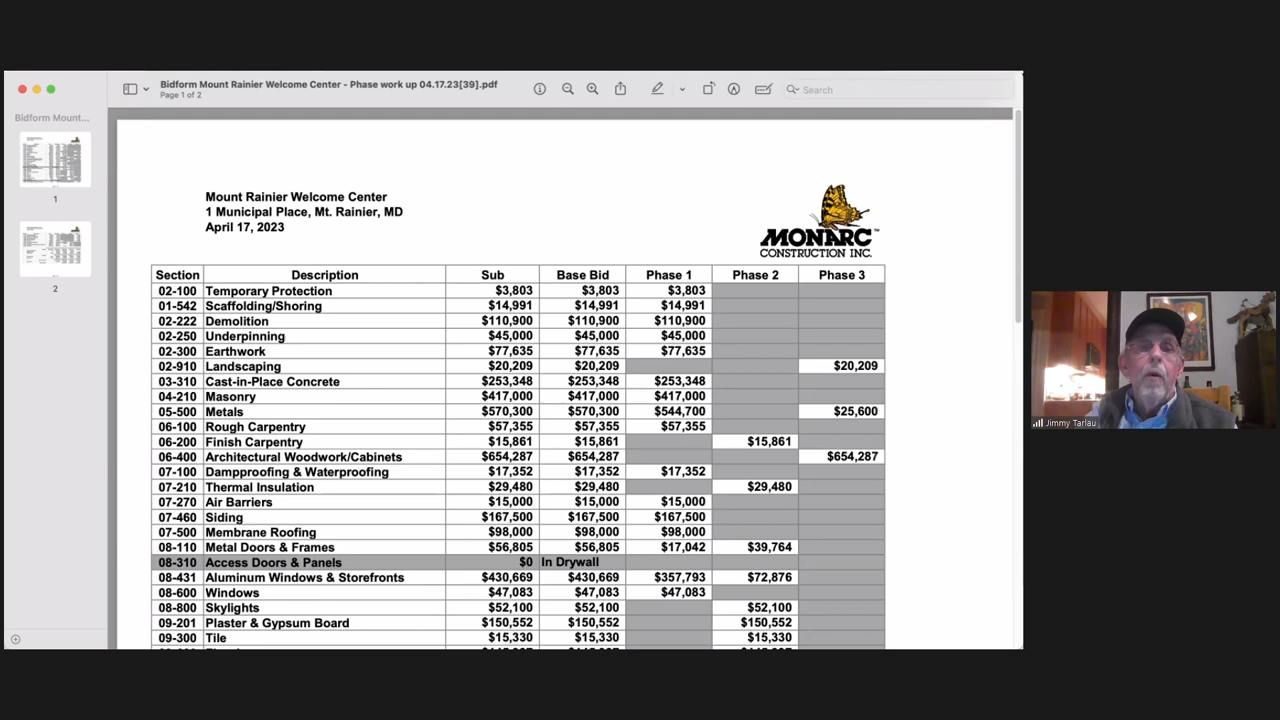 Bidform Mount Rainier Welcome Center - Phase work up 04.17.23[39].pdf
Page 1 of 2
Search
Bidform Mount...
1
2
Mount Rainier Welcome Center
1 Municipal Place, Mt. Rainier, MD
April 17, 2023
MONARC™
CONSTRUCTION INC.
Section Description Sub Base Bid Phase 1 Phase 2 Phase 3
02-100 Temporary Protection $3,803 $3,803 $3,803
01-542 Scaffolding/Shoring $14,991 $14,991 $14,991
02-222 Demolition $110,900 $110,900 $110,900
02-250 Underpinning $45,000 $45,000 $45,000
02-300 Earthwork $77,635 $77,635 $77,635
02-910 Landscaping $20,209 $20,209 $20,209
03-310 Cast-in-Place Concrete $253,348 $253,348 $253,348
04-210 Masonry $417,000 $417,000 $417,000
05-500 Metals $570,300 $570,300 $544,700 $25,600
06-100 Rough Carpentry $57,355 $57,355 $57,355
06-200 Finish Carpentry $15,861 $15,861 $15,861
06-400 Architectural Woodwork/Cabinets $654,287 $654,287 $654,287
07-100 Dampproofing & Waterproofing $17,352 $17,352 $17,352
07-210 Thermal Insulation $29,480 $29,480 $29,480
07-270 Air Barriers $15,000 $15,000 $15,000
07-460 Siding $167,500 $167,500 $167,500
07-500 Membrane Roofing $98,000 $98,000 $98,000
08-110 Metal Doors & Frames $56,805 $56,805 $17,042 $39,764
08-310 Access Doors & Panels $0 In Drywall
08-431 Aluminum Windows & Storefronts $430,669 $430,669 $357,793 $72,876
08-600 Windows $47,083 $47,083 $47,083
08-800 Skylights $52,100 $52,100 $52,100
09-201 Plaster & Gypsum Board $150,552 $150,552 $150,552
09-300 Tile $15,330 $15,330 $15,330
Jimmy Tarlau